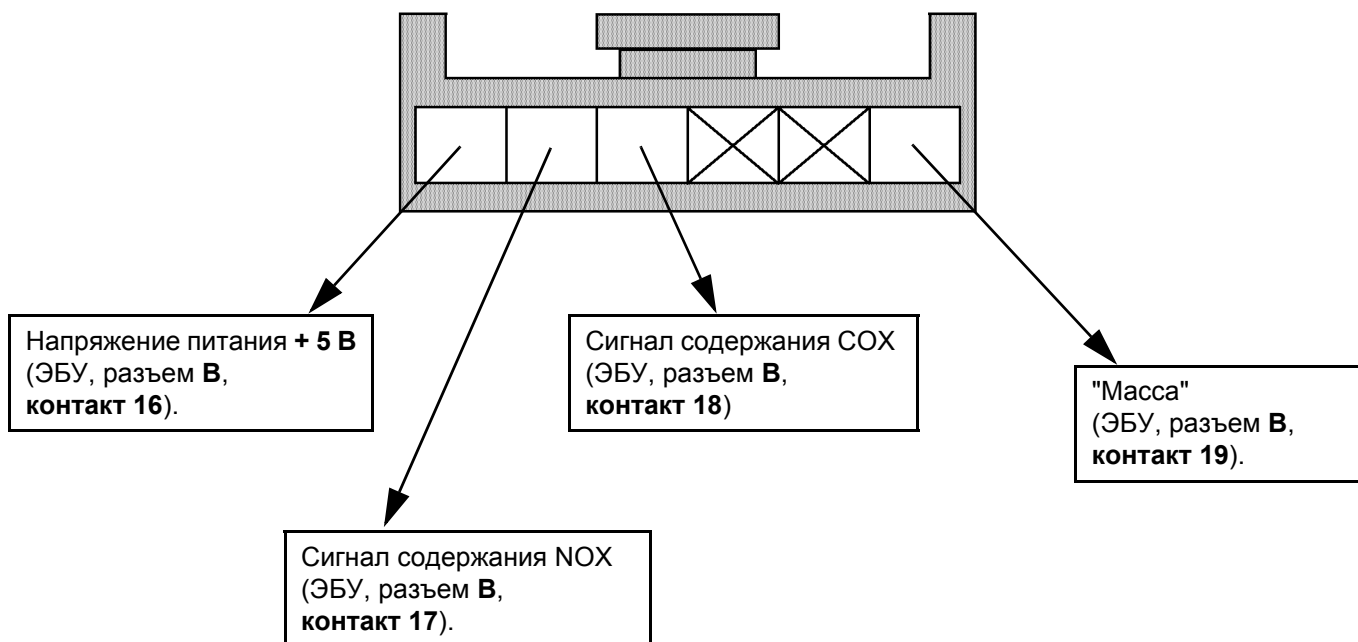 Напряжение питания + 5 В
(ЭБУ, разъем В,
контакт 16).
Сигнал содержания COX
(ЭБУ, разъем В,
контакт 18)
"Масса"
(ЭБУ, разъем В,
контакт 19).
Сигнал содержания NOX
(ЭБУ, разъем В,
контакт 17).